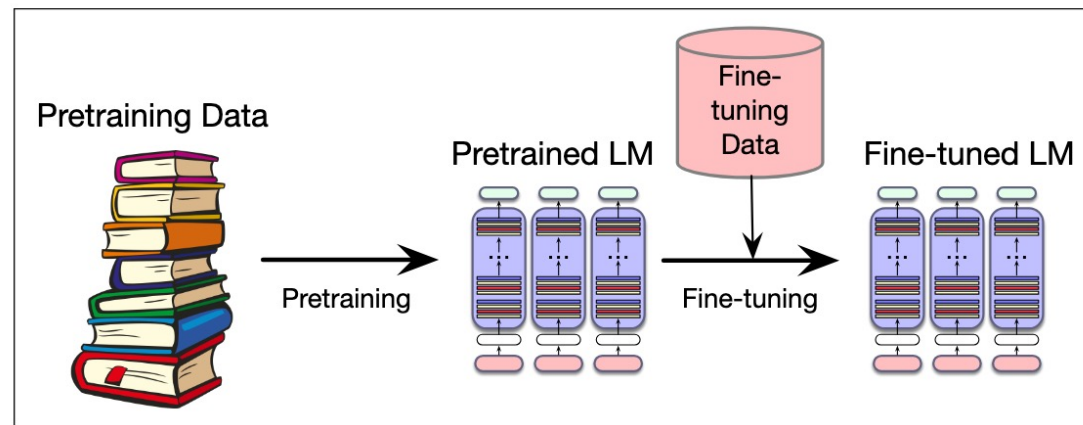 Pretraining Data
Pretraining
Pretrained LM
Fine-
tuning
Data
Fine-tuning
Fine-tuned LM